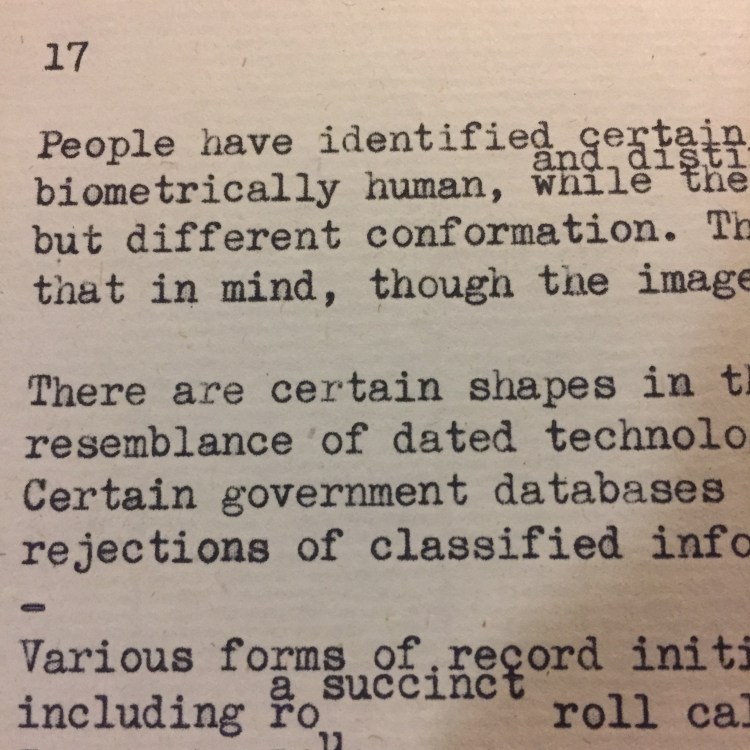 17
People have identified certain
and disti
biometrically human, while the
but different conformation. Th
that in mind, though the image
There are certain shapes in th
resemblance of dated technolo
Certain government databases
rejections of classified info
–
Various forms of record initi
a succinct
including ro roll cal
u